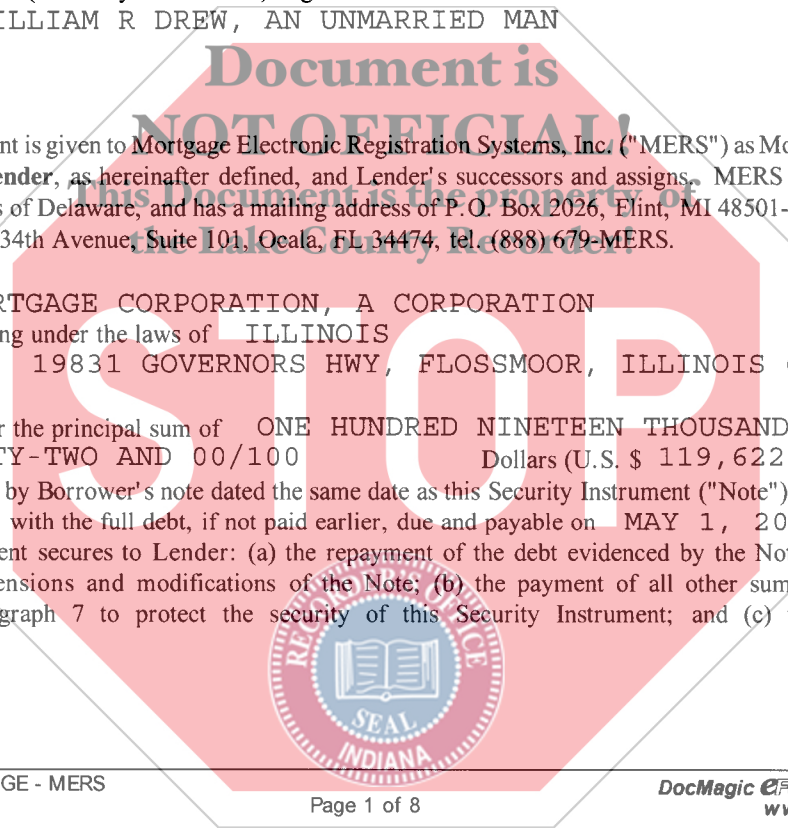 ILLIAM R DREW, AN UNMARRIED MAN
Document is
NOT OFFICIAL!
nt is given to Mortgage Electronic Registration Systems, Inc. ("MERS") as Mo
ender, as hereinafter defined, and Lender's successors and assigns. MERS
This Document is the property of
s of Delaware, and has a mailing address of P.O. Box 2026, Flint, MI 48501-
the Lake County Recorder!
34th Avenue, Suite 101, Ocala, FL 34474, tel. (888) 679-MERS.
RTGAGE CORPORATION, A CORPORATION
ng under the laws of ILLINOIS
19831 GOVERNORS HWY, FLOSSMOOR, ILLINOIS
STOP
r the principal sum of ONE HUNDRED NINETEEN THOUSAND
TY-TWO AND 00/100 Dollars (U.S. $ 119,622
by Borrower's note dated the same date as this Security Instrument ("Note")
with the full debt, if not paid earlier, due and payable on MAY 1, 20
ent secures to Lender: (a) the repayment of the debt evidenced by the No
ensions and modifications of the Note; (b) the payment of all other sum
graph 7 to protect the security of this Security Instrument; and (c)
RECORDER'S OFFICE
SEAL
INDIANA
GE - MERS
Page 1 of 8
DocMagic